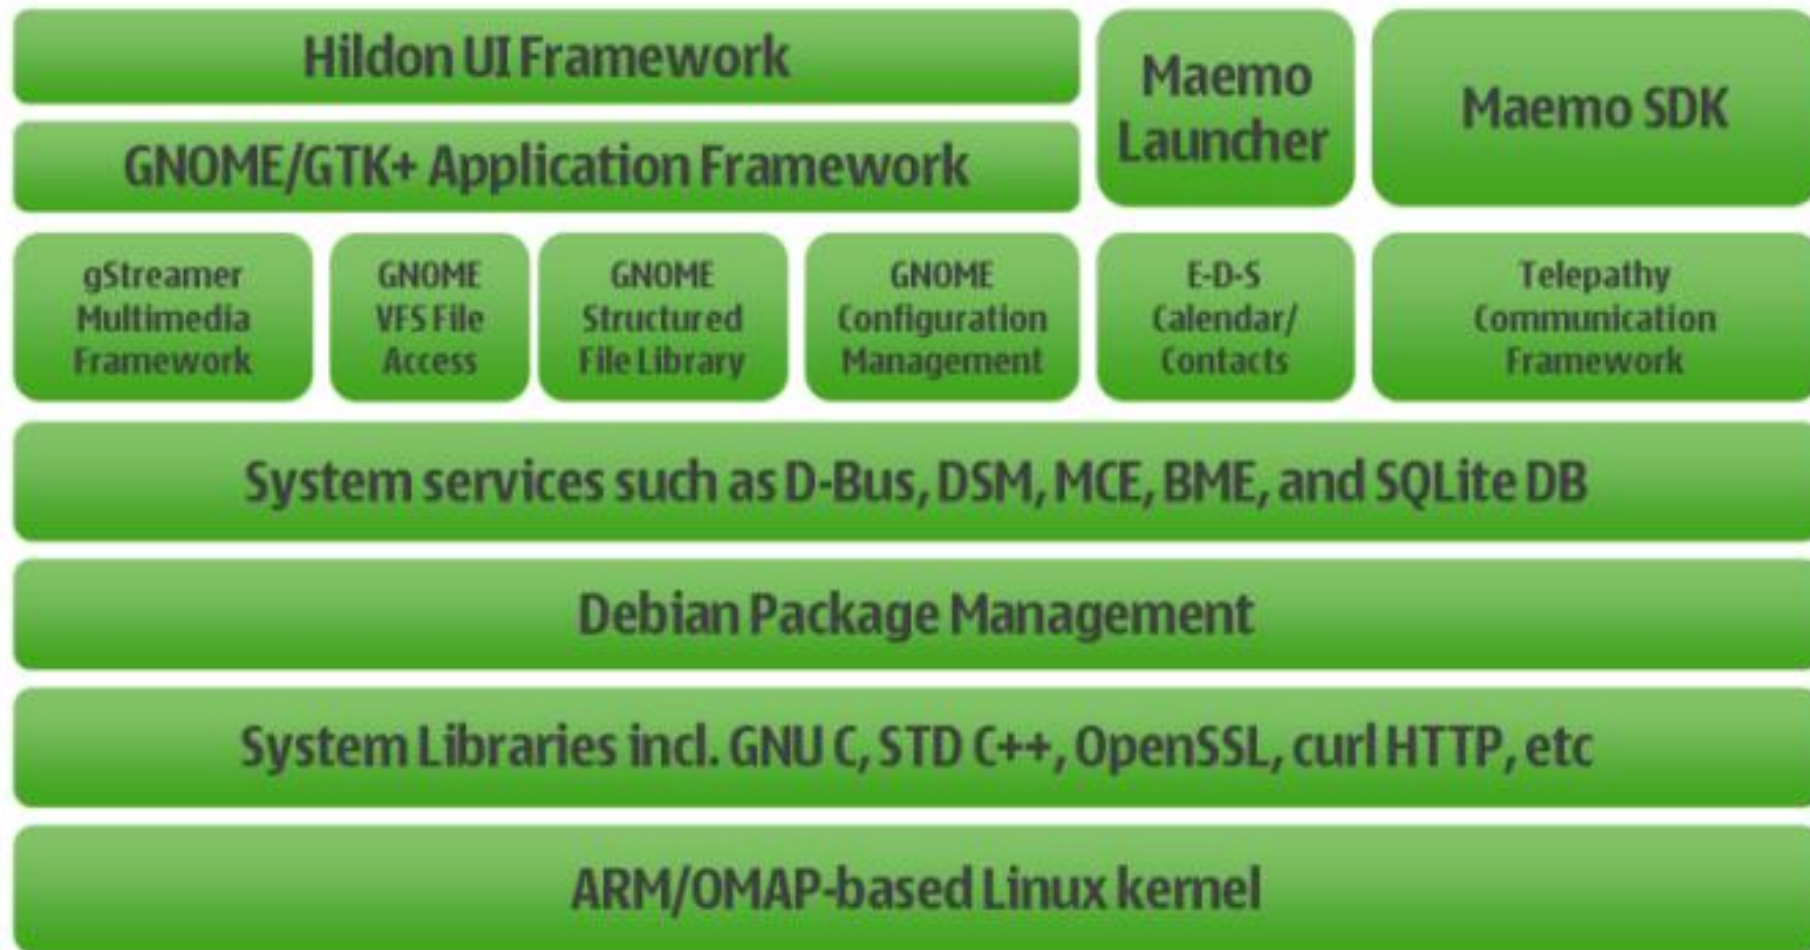 Hildon UI Framework
GNOME/GTK+ Application Framework
Maemo
Launcher
Maemo SDK
gStreamer
Multimedia
Framework
GNOME
VFS File
Access
GNOME
Structured
File Library
GNOME
Configuration
Management
E-D-S
Calendar/
Contacts
Telepathy
Communication
Framework
System services such as D-Bus, DSM, MCE, BME, and SQLite DB
Debian Package Management
System Libraries incl. GNU C, STD C++, OpenSSL, curl HTTP, etc
ARM/OMAP-based Linux kernel